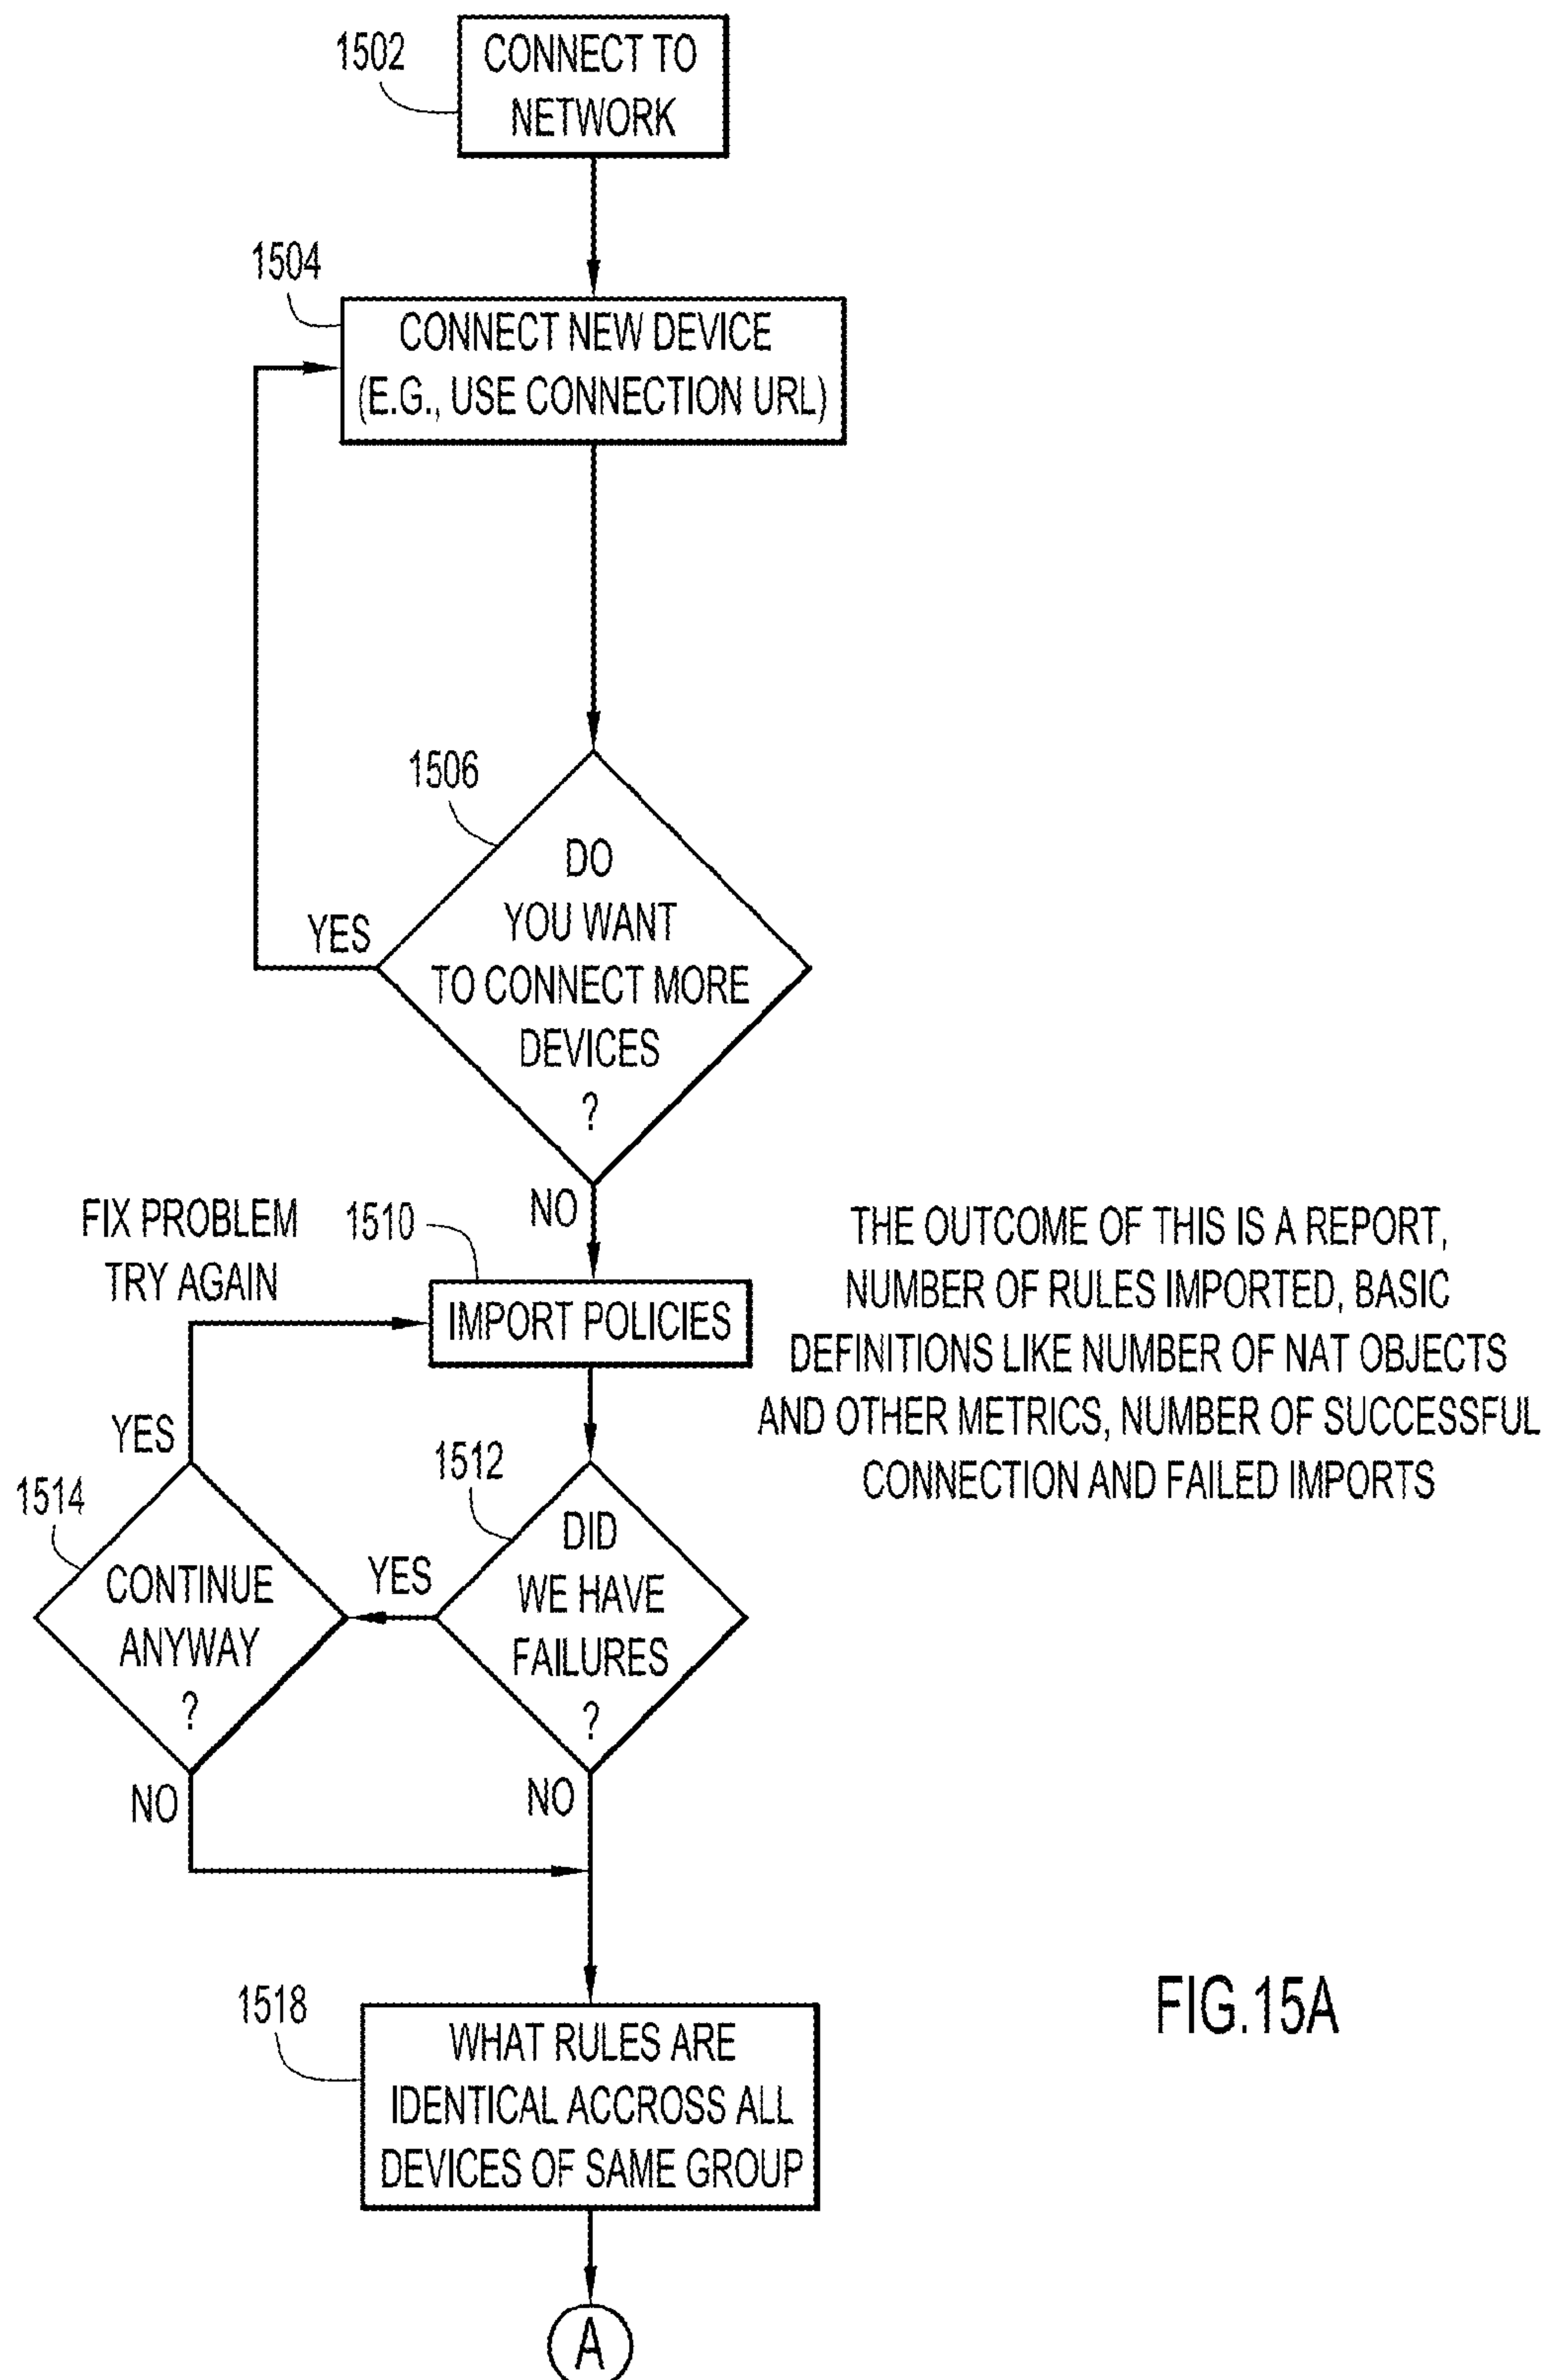 1502
CONNECT TO
NETWORK
1504
CONNECT NEW DEVICE
(E.G., USE CONNECTION URL)
1506
DO
YOU WANT
TO CONNECT MORE
DEVICES
?
YES
NO
FIX PROBLEM
TRY AGAIN
1510
IMPORT POLICIES
THE OUTCOME OF THIS IS A REPORT,
NUMBER OF RULES IMPORTED, BASIC
DEFINITIONS LIKE NUMBER OF NAT OBJECTS
AND OTHER METRICS, NUMBER OF SUCCESSFUL
CONNECTION AND FAILED IMPORTS
YES
1512
DID
WE HAVE
FAILURES
?
YES
NO
1514
CONTINUE
ANYWAY
?
NO
1518
WHAT RULES ARE
IDENTICAL ACCROSS ALL
DEVICES OF SAME GROUP
A
FIG.15A